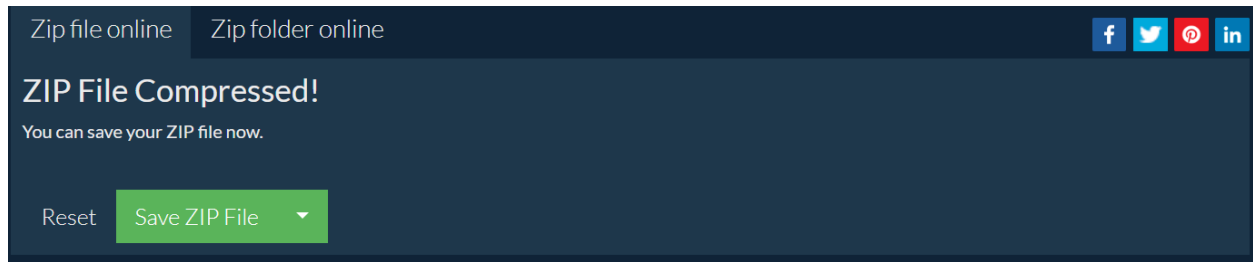 Zip file online Zip folder online
ZIP File Compressed!
You can save your ZIP file now.
Reset Save ZIP File